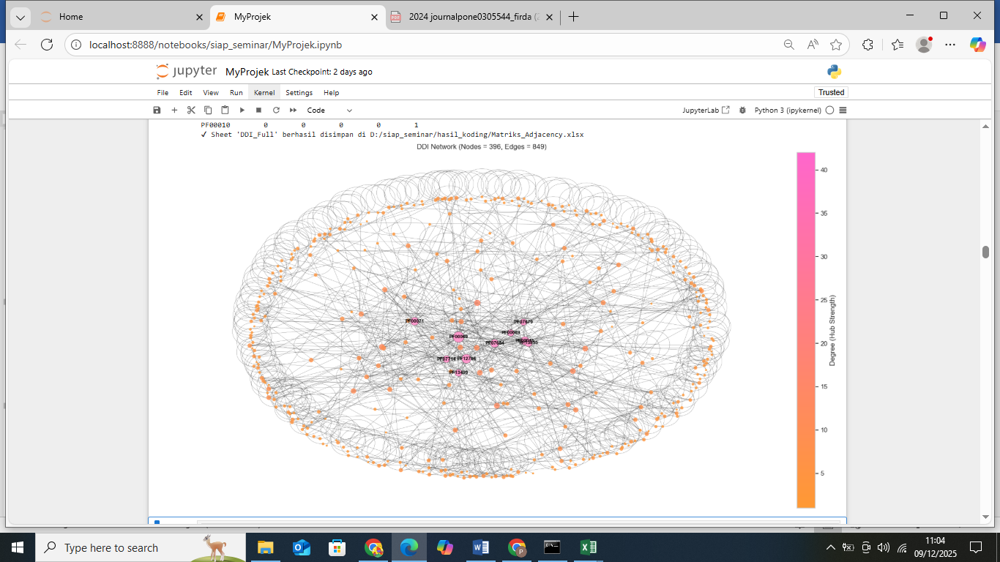 Home
MyProjek
2024 journalpone0305544_firda (
localhost:8888/notebooks/siap_seminar/MyProjek.ipynb
jupyter MyProjek Last Checkpoint: 2 days ago
File Edit View Run Kernel Settings Help
Trusted
Code
JupyterLab
Python 3 (ipykernel)
PF00010 0 0 0 0 1
✓ Sheet 'DDI_Full' berhasil disimpan di D:/siap_seminar/hasil_koding/Matriks_Adjacency.xlsx
DDI Network (Nodes = 396, Edges = 849)
40
35
30
25
20
15
10
5
Degree (Hub Strength)
PF00071
PF07679
PF00069
PF07654
PF07714
PF13499
Type here to search
11:04
09/12/2025